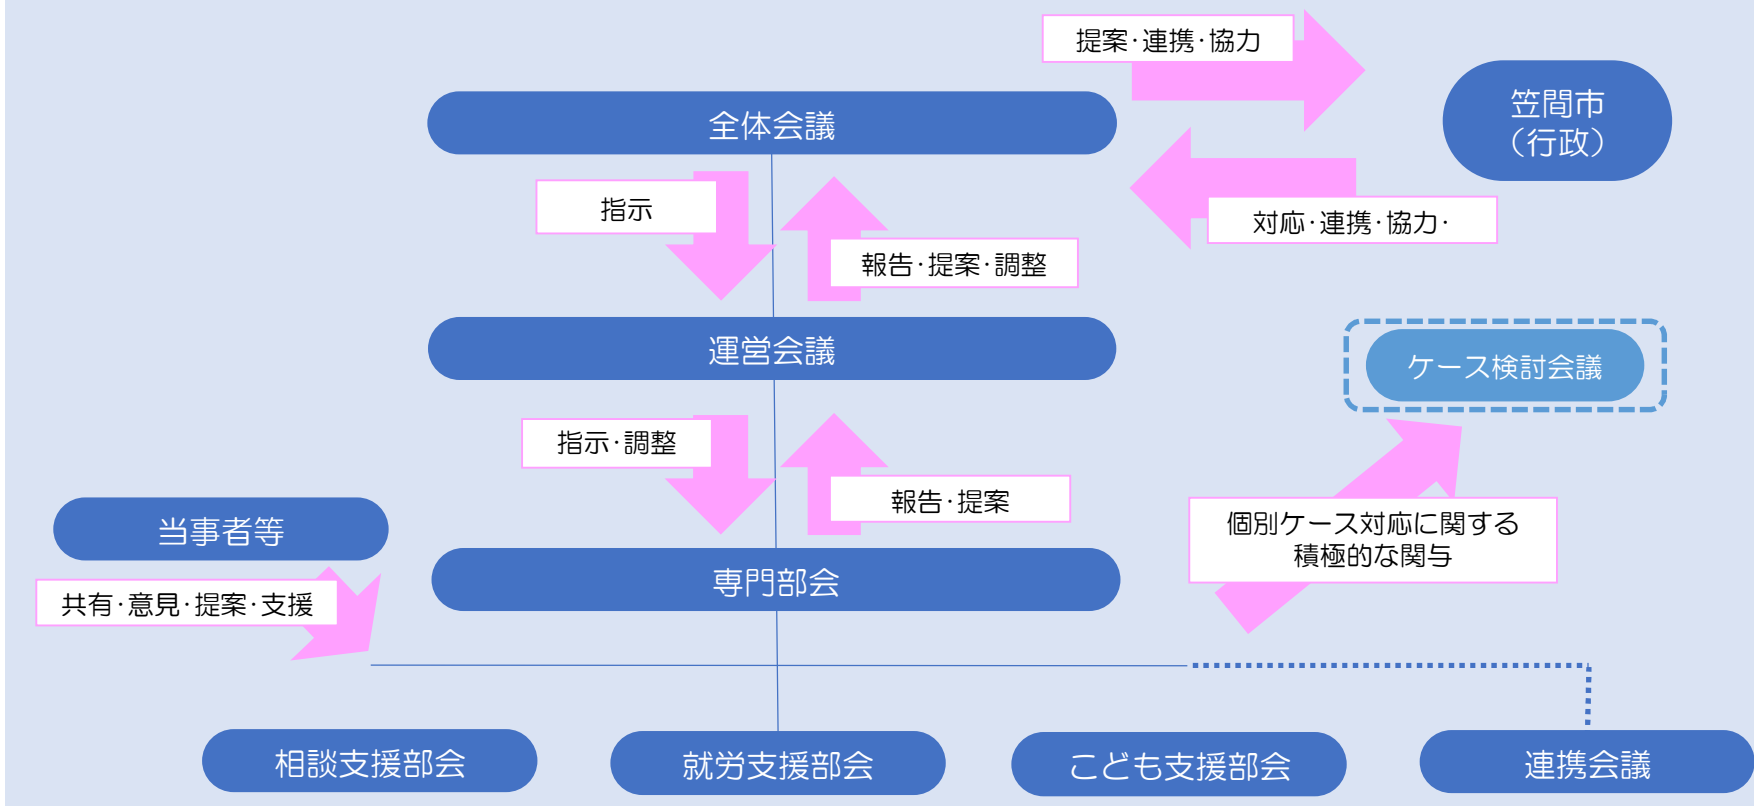 提案・連携・協力
笠間市
（行政）
全体会議
指示
対応・連携・協力・
報告・提案・調整
運営会議
ケース検討会議
指示・調整
報告・提案
当事者等
個別ケース対応に関する
積極的な関与
専門部会
共有・意見・提案・支援
相談支援部会
就労支援部会
こども支援部会
連携会議